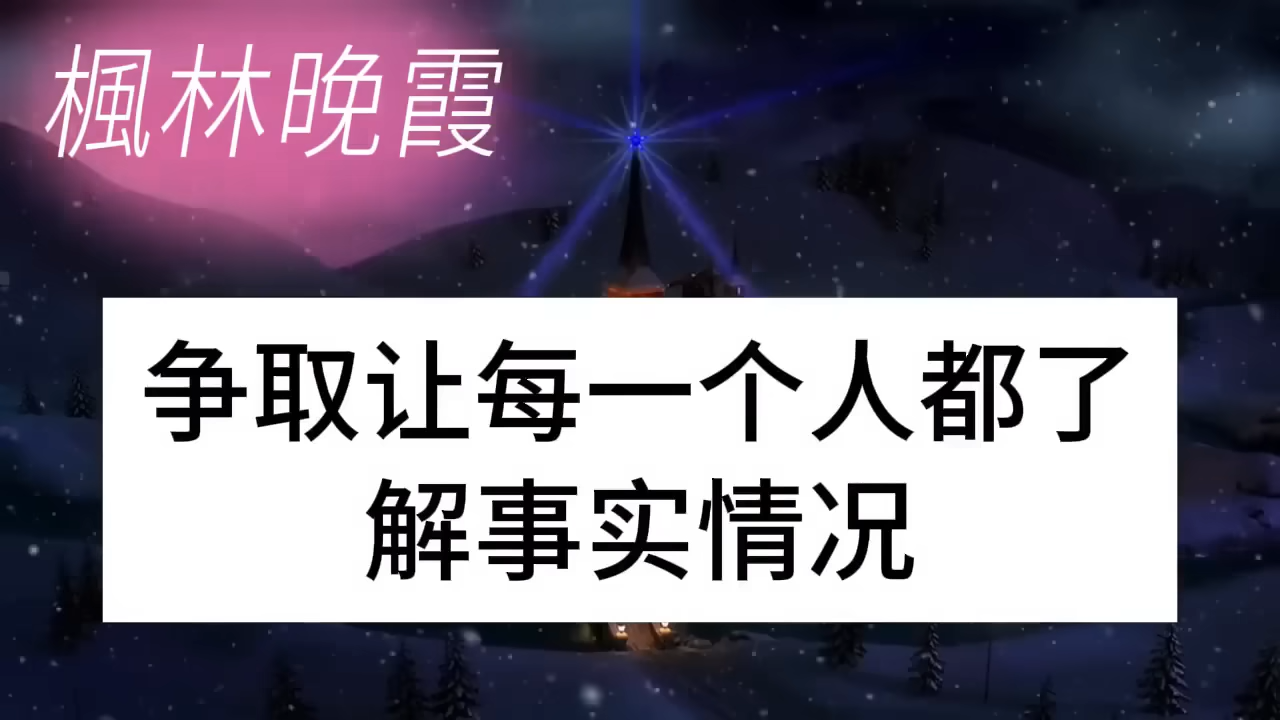 楓林晚霞
争取让每一个人都了
解事实情况